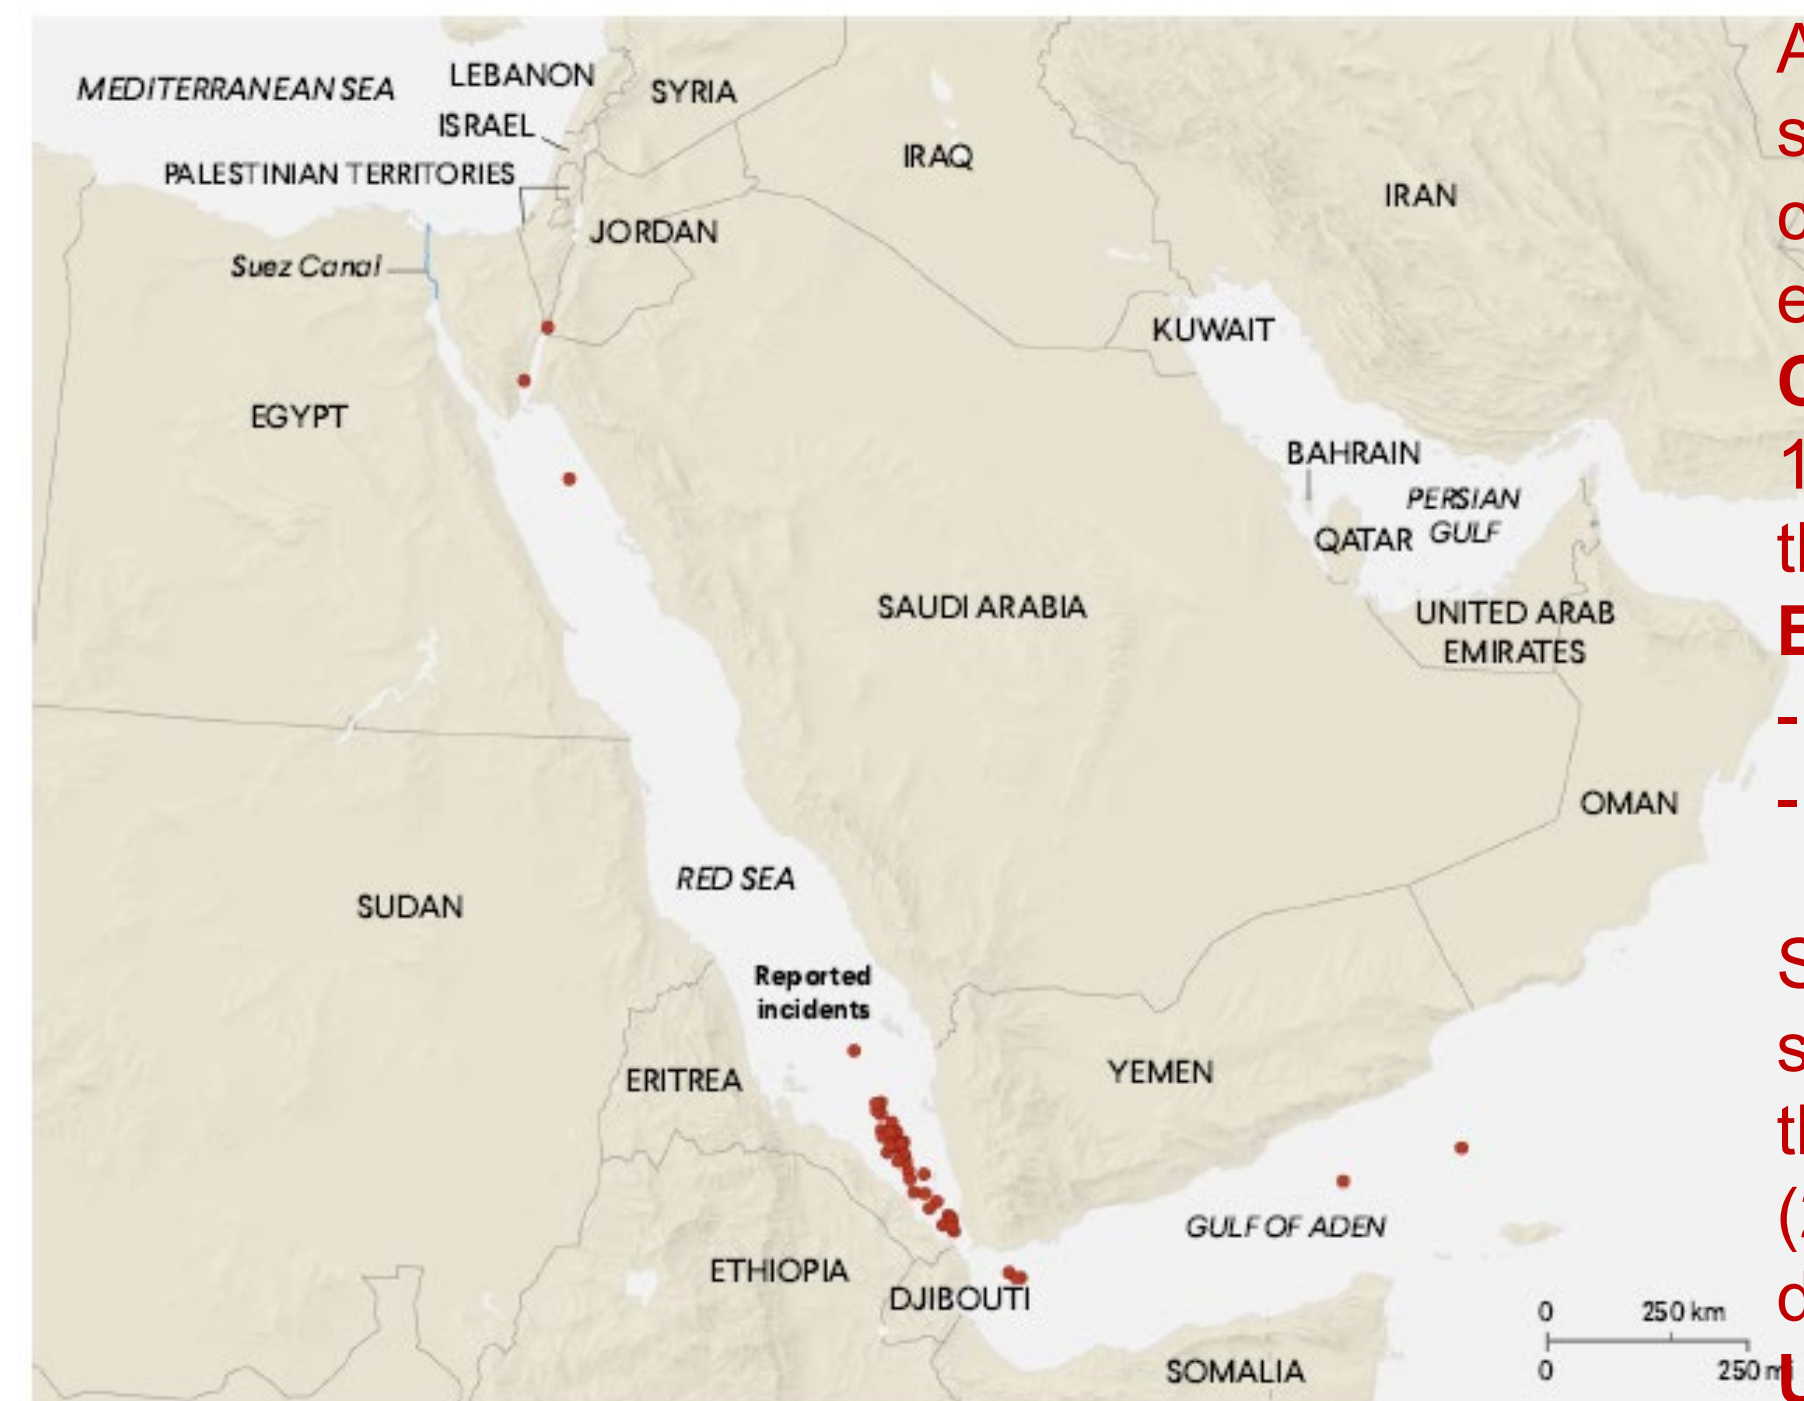 MEDITERRANEAN SEA
LEBANON
SYRIA
ISRAEL
IRAQ
PALESTINIAN TERRITORIES
IRAN
JORDAN
Suez Canal
KUWAIT
EGYPT
BAHRAIN
PERSIAN
GULF
QATAR
SAUDI ARABIA
UNITED ARAB
EMIRATES
OMAN
RED SEA
SUDAN
Reported
incidents
ERITREA
YEMEN
GULF OF ADEN
ETHIOPIA
DJIBOUTI
0 250 km
0 250 mi
SOMALIA